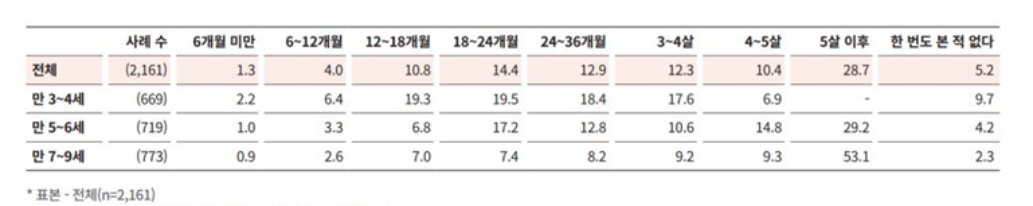 사례 수 6개월 미만 6~12개월 12~18개월 18~24개월 24~36개월 3~4살 4~5살 5살 이후 한 번도 본 적 없다
전체 (2,161) 1.3 4.0 10.8 14.4 12.9 12.3 10.4 28.7 5.2
만 3~4세 (669) 2.2 6.4 19.3 19.5 18.4 17.6 6.9 - 9.7
만 5~6세 (719) 1.0 3.3 6.8 17.2 12.8 10.6 14.8 29.2 4.2
만 7~9세 (773) 0.9 2.6 7.0 7.4 8.2 9.2 9.3 53.1 2.3
* 표본 - 전체(n=2,161)